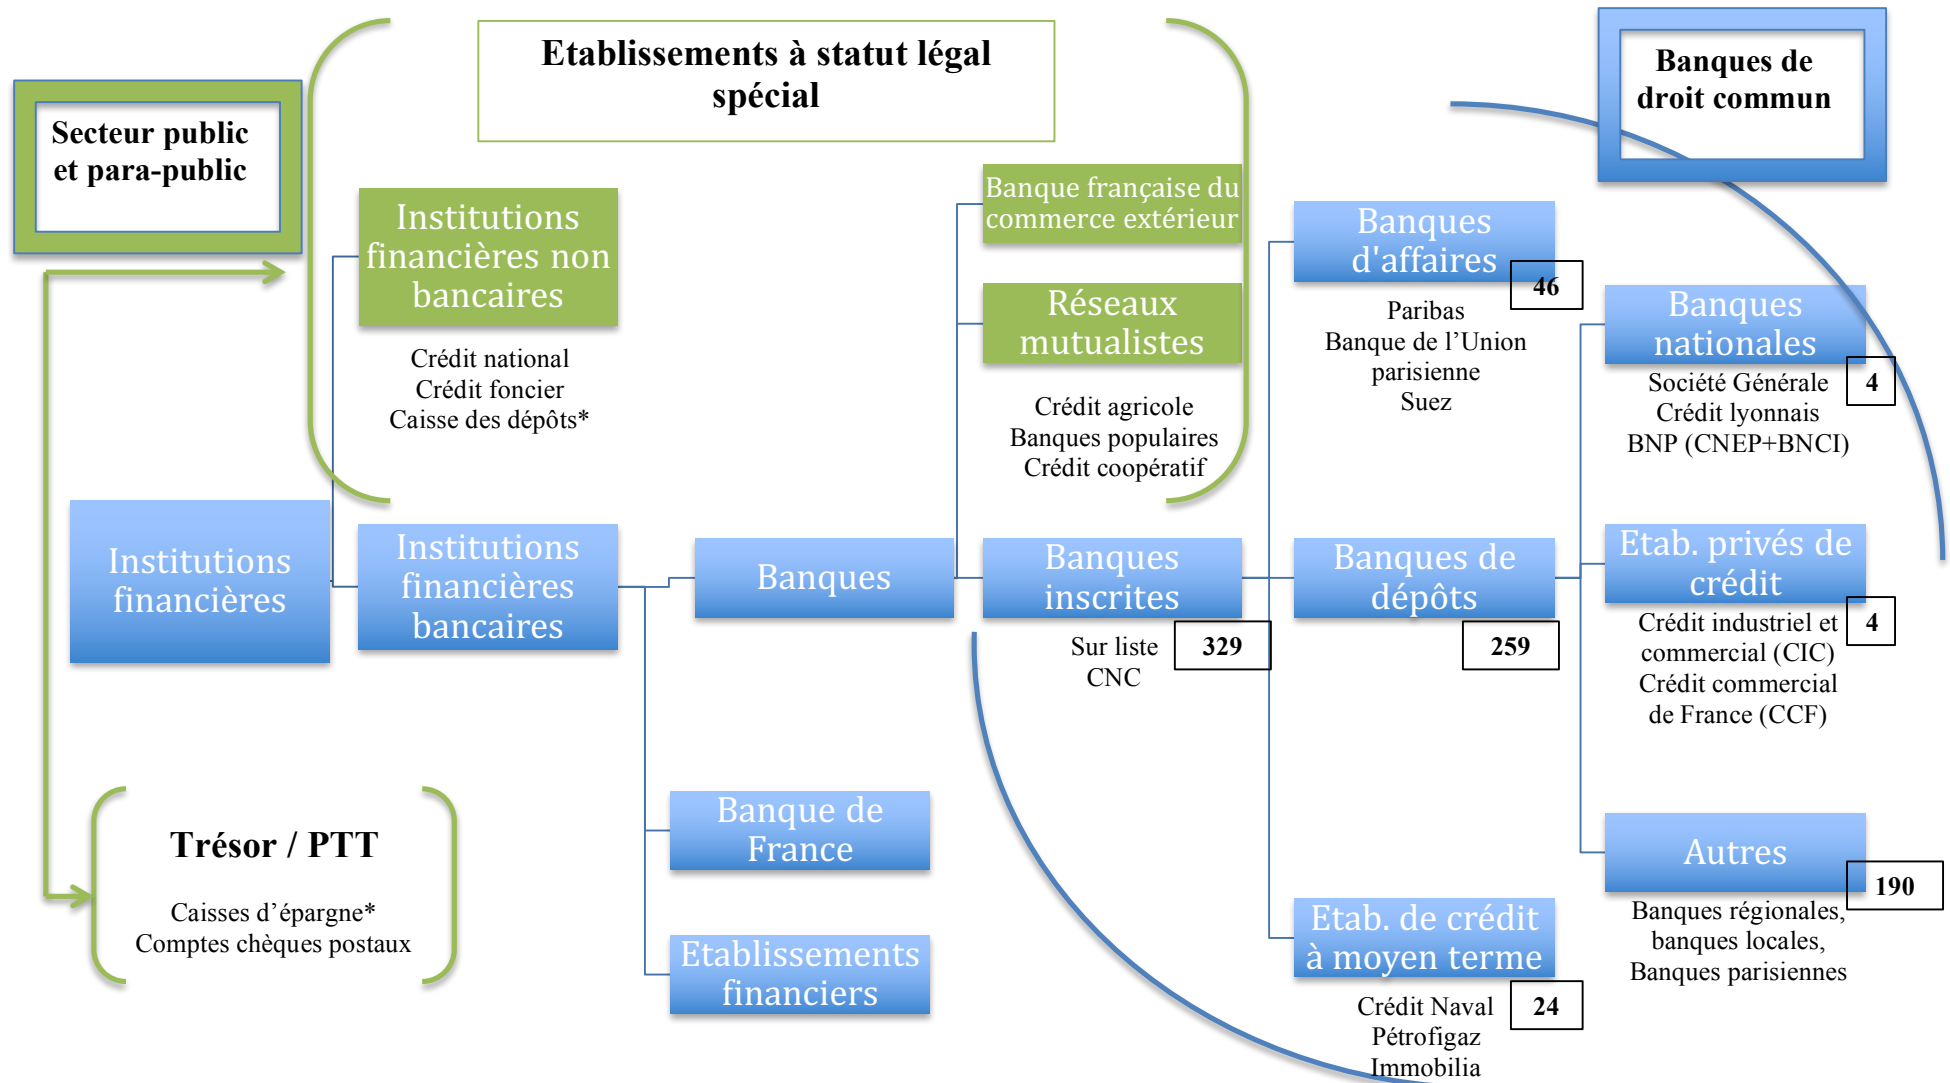 Etablissements à statut légal
spécial
Banques de
droit commun
Secteur public
et para-public
Institutions
financières non
bancaires
Crédit national
Crédit foncier
Caisse des dépôts*
Banque française du
commerce extérieur
Réseaux
mutualistes
Crédit agricole
Banques populaires
Crédit coopératif
Banques
d'affaires
46
Paribas
Banque de l’Union
parisienne
Suez
Banques
nationales
4
Société Générale
Crédit lyonnais
BNP (CNEP+BNCI)
Institutions
financières
Institutions
financières
bancaires
Banques
Banques
inscrites
329
Sur liste
CNC
Banques de
dépôts
259
Etab. privés de
crédit
4
Crédit industriel et
commercial (CIC)
Crédit commercial
de France (CCF)
Trésor / PTT
Caisses d’épargne*
Comptes chèques postaux
Banque de
France
Etablissements
financiers
Etab. de crédit
à moyen terme
24
Crédit Naval
Pétrofigaz
Immobilia
Autres
190
Banques régionales,
banques locales,
Banques parisiennes